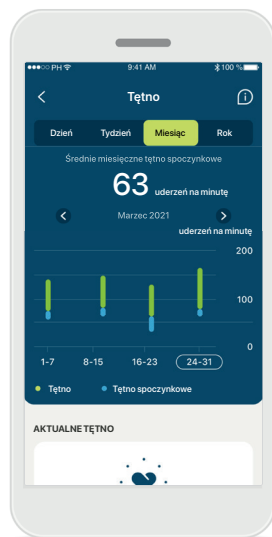 PH 9:41 AM 100 %
Tętno
Dzień Tydzień Miesiąc Rok
Średnie miesięczne tętno spoczynkowe
63 uderzeń na minutę
Marzec 2021
uderzeń na minutę
200
100
0
1-7 8-15 16-23 24-31
Tętno Tętno spoczynkowe
AKTUALNE TĘTNO